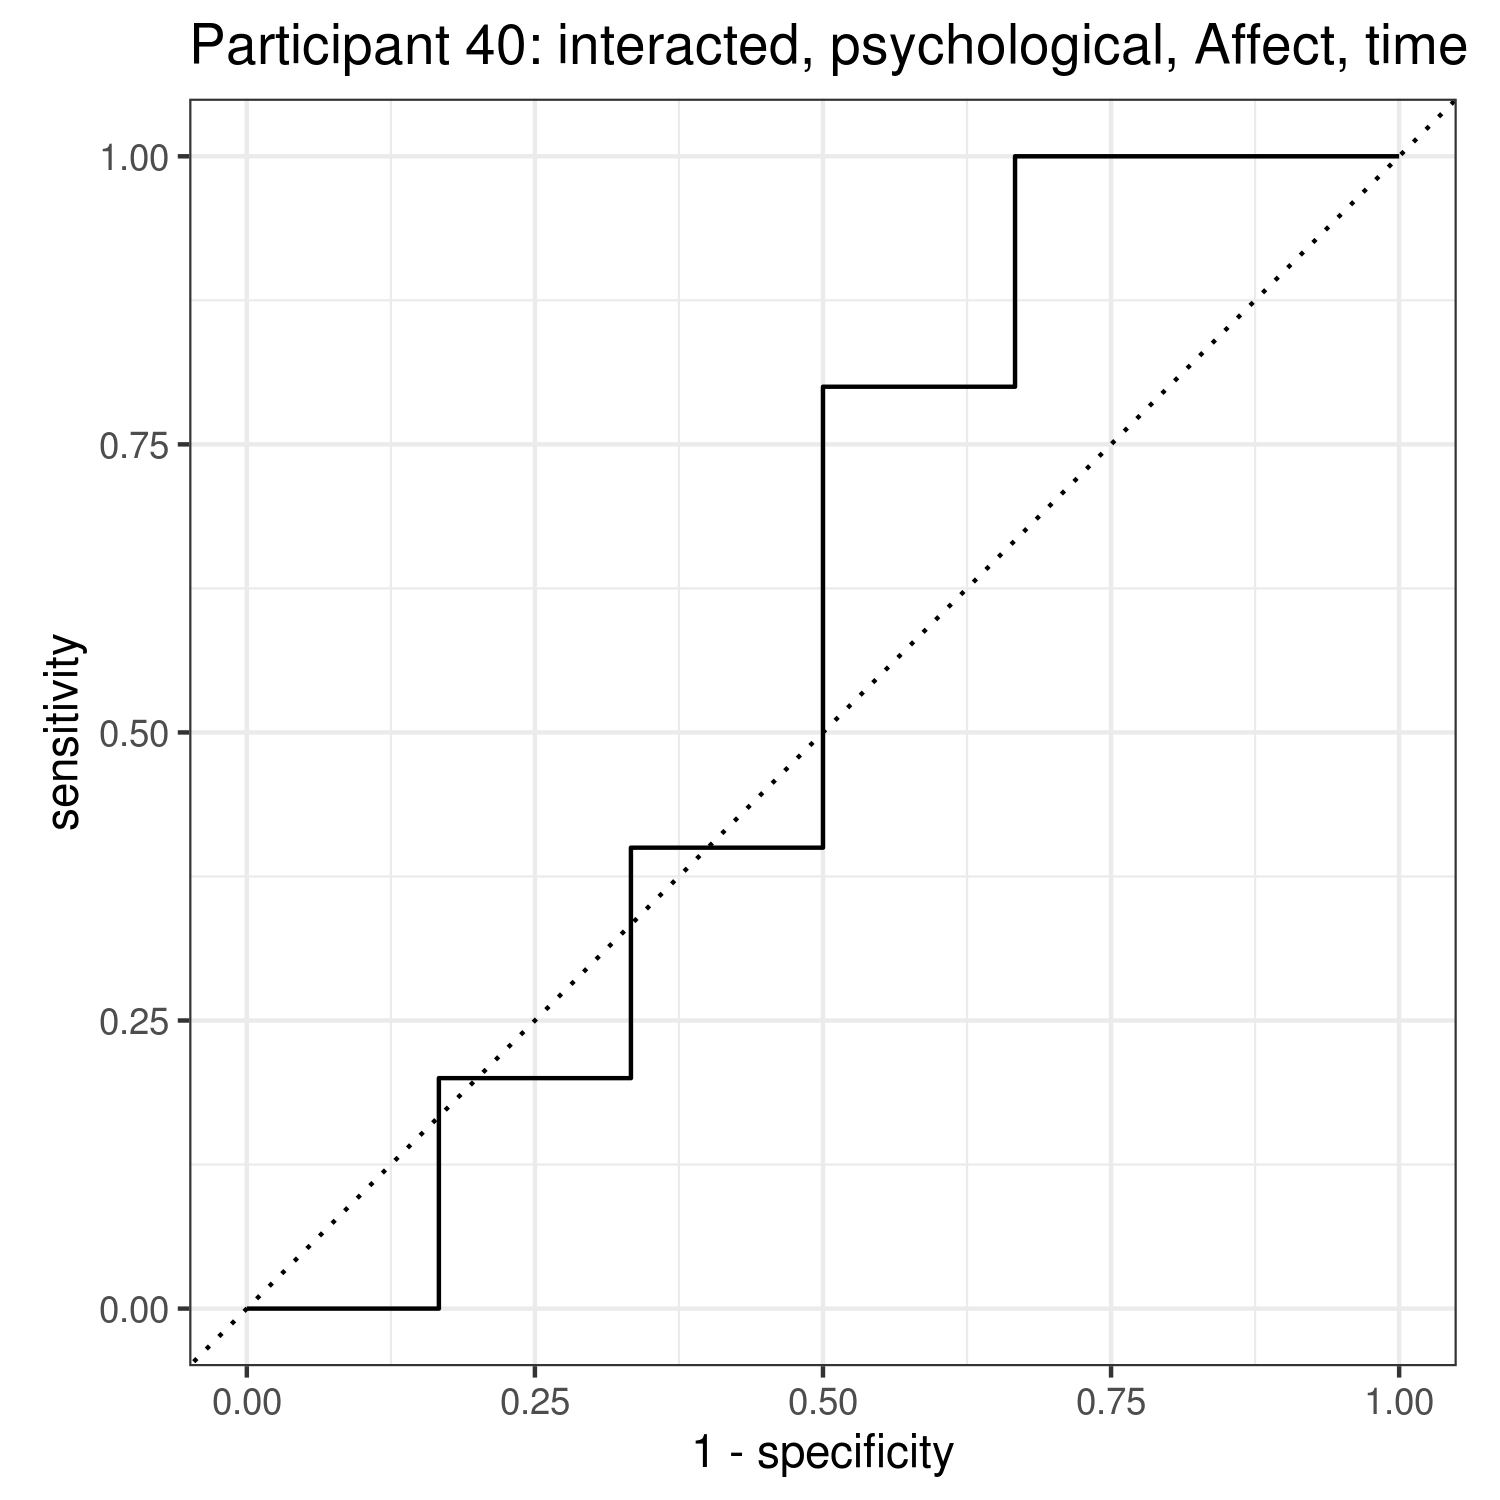 Participant 40: interacted, psychological, Affect, time
1.00
0.75
0.50
0.25
0.00
sensitivity
0.00 0.25 0.50 0.75 1.00
1 - specificity